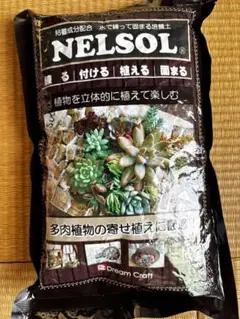 粘着成分配合 水で練って固まる培養土
NELSOL®
練る 付ける 植える 固まる
植物を立体的に植えて楽しむ
多肉植物の寄せ植えに
Dream Craft